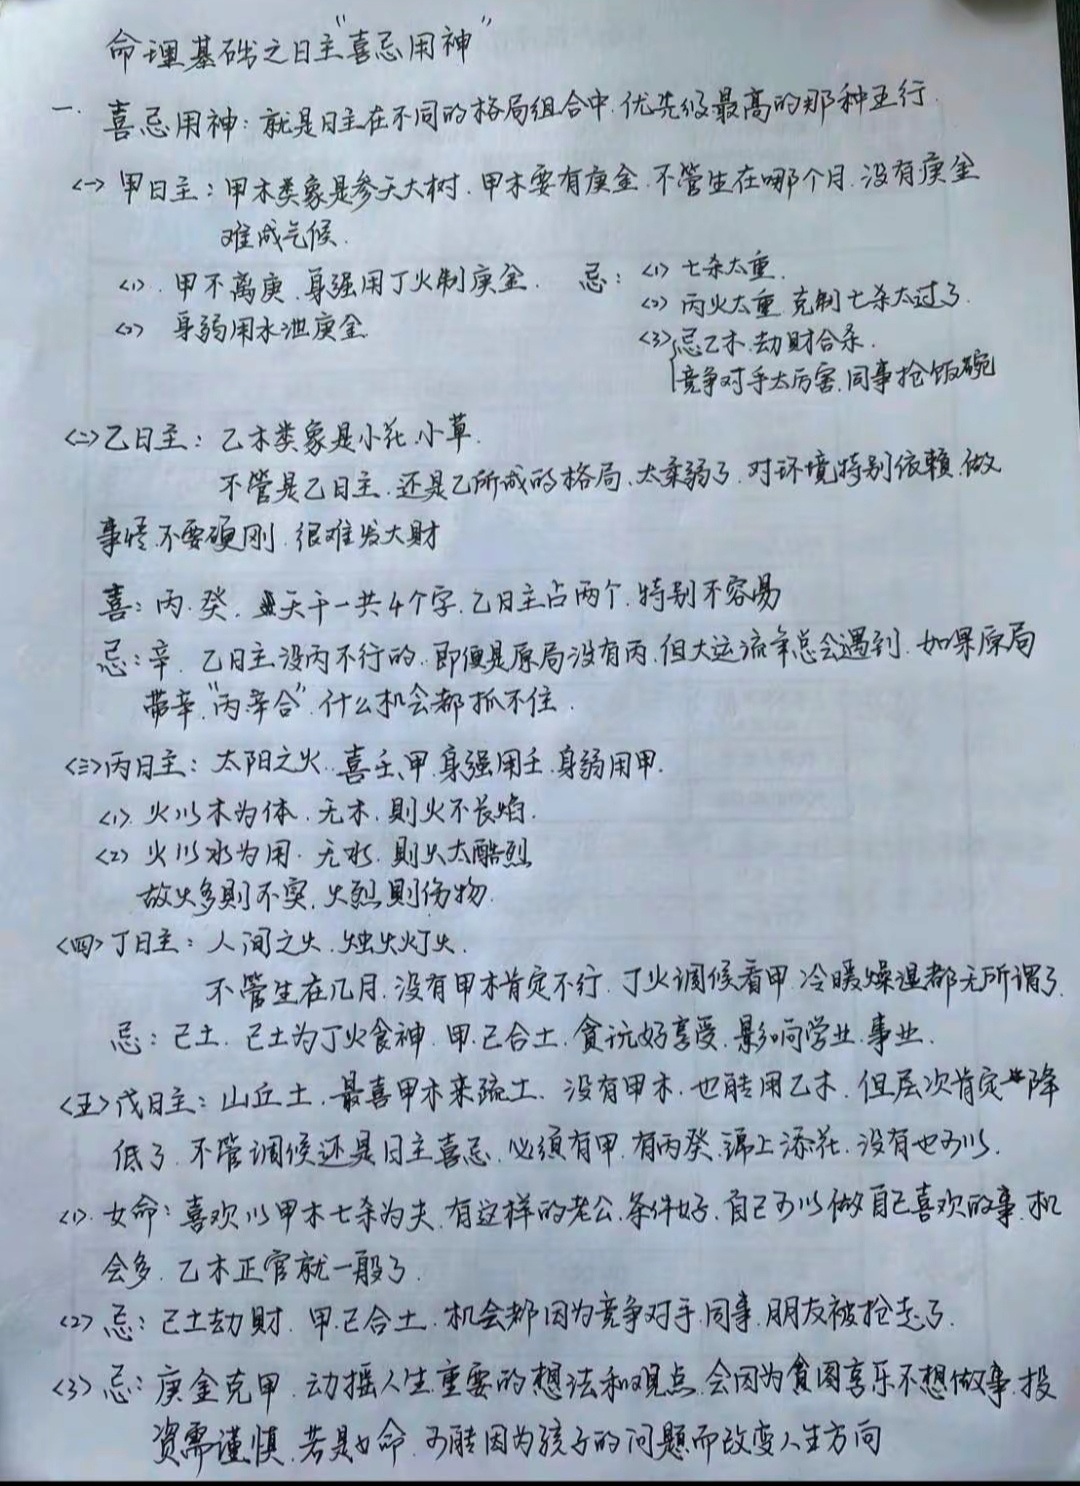 命理基础之日主“喜忌用神”
一. 喜忌用神：就是日主在不同的格局组合中.优先级最高的那种五行.
<一> 甲日主：甲木类象是参天大树.甲木要有庚金.不管生在哪个月.没有庚金
难成气候.
<1>. 甲不离庚.身强用丁火制庚金.
<2> 身弱用水泄庚金
忌：<1> 七杀太重.
<2> 丙火太重.克制七杀太过了.
<3> 忌乙木.劫财合杀.
竞争对手太厉害.同事抢饭碗
<二> 乙日主：乙木类象是小花.小草.
不管是乙日主.还是乙所成的格局、太柔弱了.对环境特别依赖.做
事情.不要硬刚.很难发大财
喜：丙.癸.天干一共4个字.乙日主占两个.特别不容易
忌：辛.乙日主没丙不行的.即便是原局没有丙.但大运流年总会遇到.如果原局
带辛.“丙辛合”.什么机会都抓不住.
<三> 丙日主：太阳之火.喜壬、甲.身强用壬.身弱用甲.
<1>. 火以木为体.无木.则火不长焰.
<2> 火以水为用.无水.则火太酷烈
故火多则不实.火烈则伤物.
<四> 丁日主：人间之火.烛火灯火.
不管生在几月.没有甲木肯定不行.丁火调候看甲.冷暖燥湿都无所谓了.
忌：己土.己土为丁火食神.甲己合土.贪玩好享受.影响学业.事业.
<五> 戊日主：山丘土.最喜甲木来疏土、没有甲木.也能用乙木.但层次肯定降
低了.不管调候还是日主喜忌.必须有甲.有丙癸.锦上添花.没有也可以.
<1>. 女命：喜欢以甲木七杀为夫.有这样的老公.条件好.自己可以做自己喜欢的事.机
会多.乙木正官就一般了.
<2> 忌：己土劫财.甲己合土.机会都因为竞争对手.同事.朋友被抢走了.
<3> 忌：庚金克甲.动摇人生重要的想法和观点.会因为贪图享乐不想做事.投
资需谨慎.若是女命.可能因为孩子的问题而改变人生方向